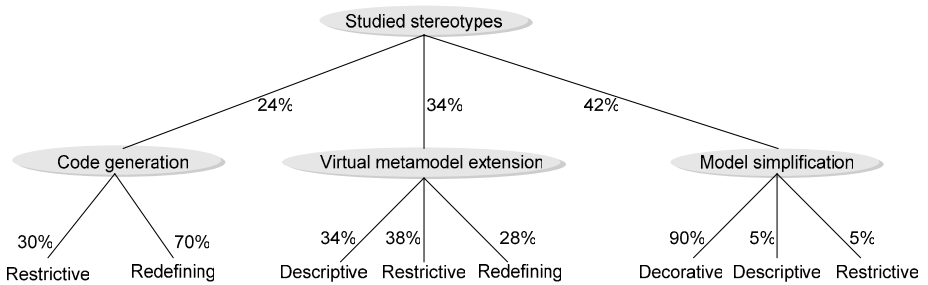 Studied stereotypes
24% 34% 42%
Code generation Virtual metamodel extension Model simplification
30% 70% 34% 38% 28% 90% 5% 5%
Restrictive Redefining Descriptive Restrictive Redefining Decorative Descriptive Restrictive